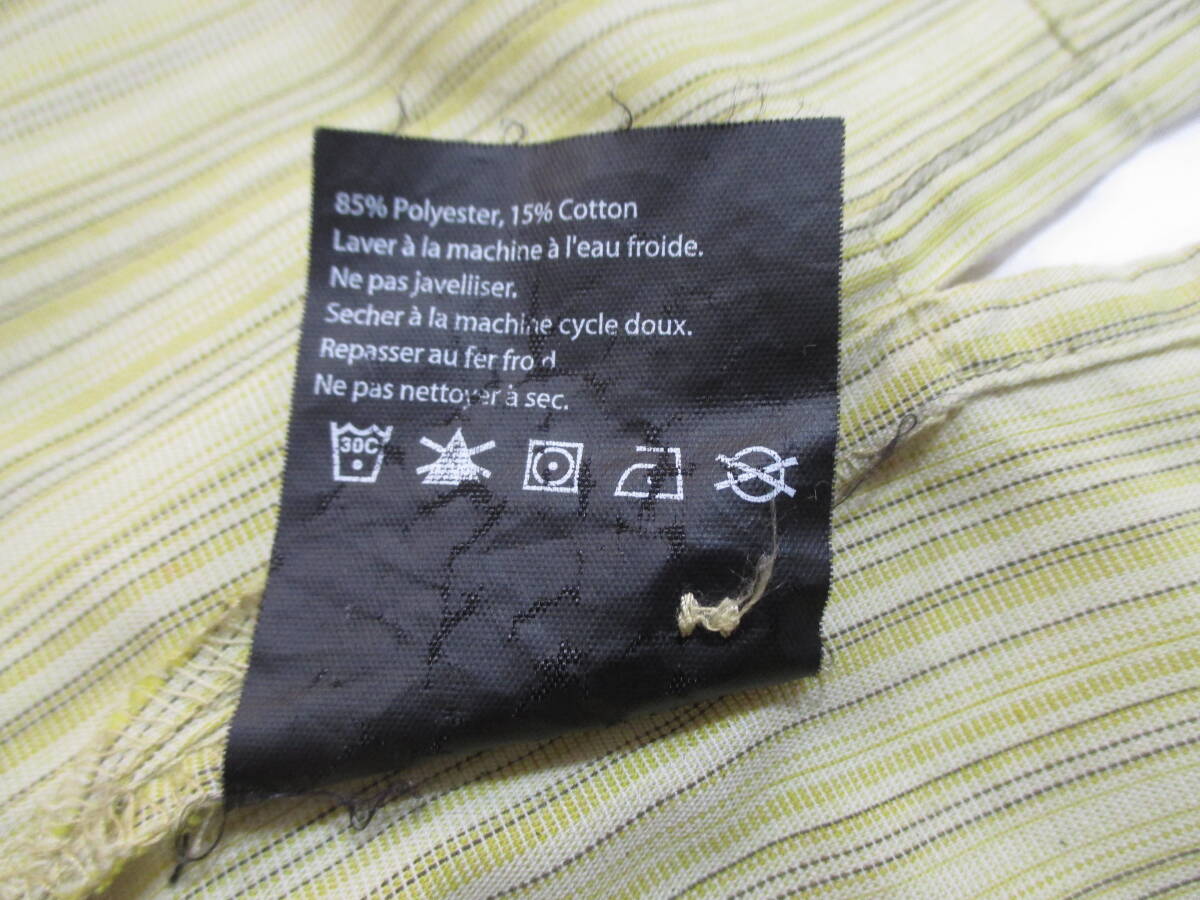 85% Polyester, 15% Cotton
Laver à la machine à l'eau froide.
Ne pas javelliser.
Secher à la machine cycle doux.
Repasser au fer froid
Ne pas nettoyer à sec.
30C